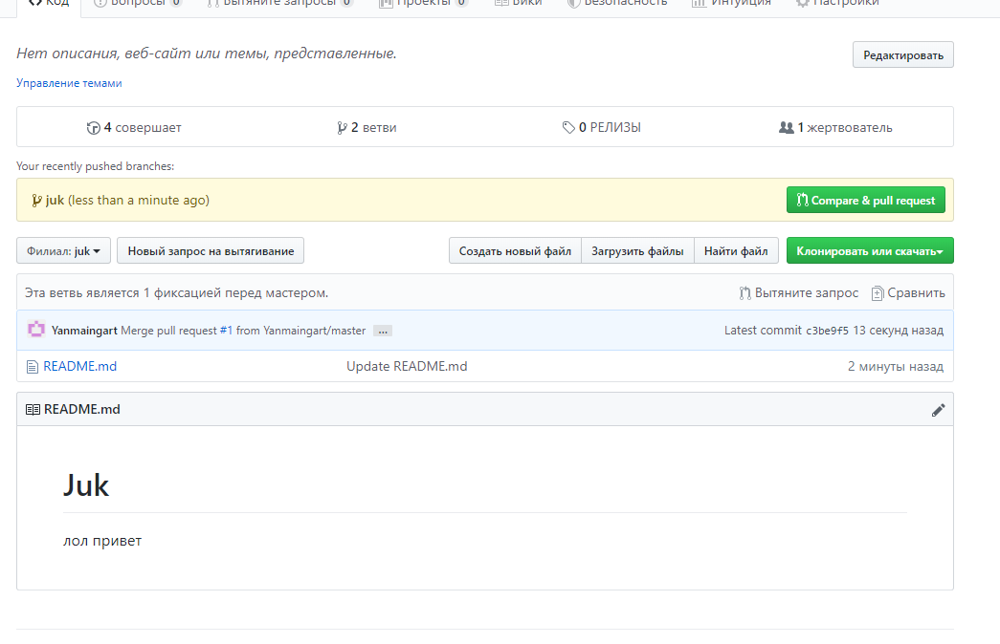 Код Вопросы 0 Вытяните запросы 0 Проекты 0 Вики Безопасность Интуиция Настройки
Нет описания, веб-сайт или темы, представленные. Редактировать
Управление темами
4 совершает 2 ветви 0 РЕЛИЗЫ 1 жертвователь
Your recently pushed branches:
juk (less than a minute ago) Compare & pull request
Филиал: juk Новый запрос на вытягивание Создать новый файл Загрузить файлы Найти файл Клонировать или скачать
Эта ветвь является 1 фиксацией перед мастером. Вытяните запрос Сравнить
Yanmaingart Merge pull request #1 from Yanmaingart/master ... Latest commit c3be9f5 13 секунд назад
README.md Update README.md 2 минуты назад
README.md
Juk
лол привет